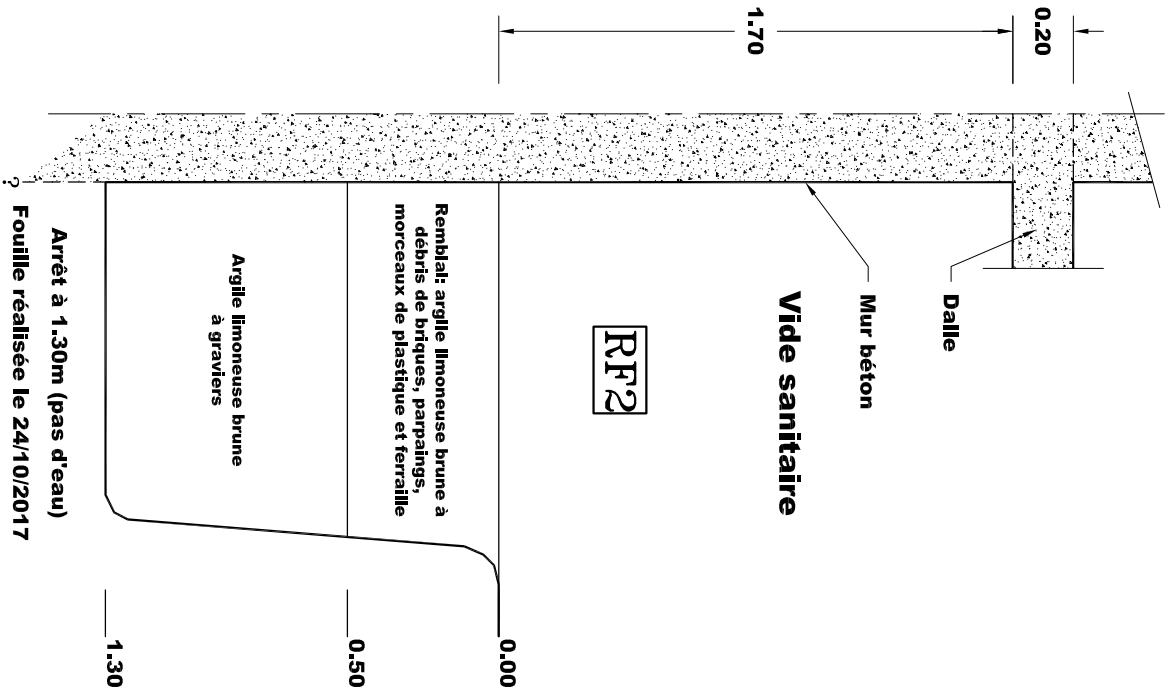 0.20
1.70
Dalle
Mur béton
Vide sanitaire
RF2
0.00
Remblai: argile limoneuse brune à
débris de briques, parpaings,
morceaux de plastique et ferraille
0.50
Argile limoneuse brune
à graviers
1.30
?
Arrêt à 1.30m (pas d'eau)
Fouille réalisée le 24/10/2017